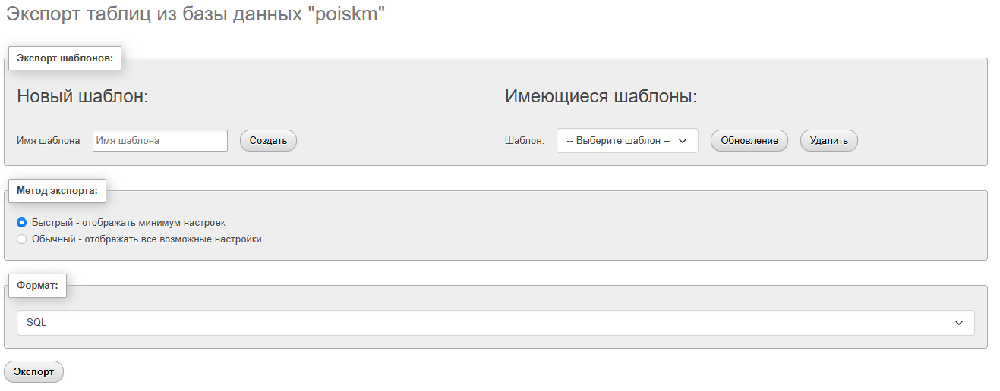 Экспорт таблиц из базы данных "poiskm"
Экспорт шаблонов:
Новый шаблон:
Имя шаблона Имя шаблона Создать
Имеющиеся шаблоны:
Шаблон: -- Выберите шаблон -- Обновление Удалить
Метод экспорта:
Быстрый - отображать минимум настроек
Обычный - отображать все возможные настройки
Формат:
SQL
Экспорт